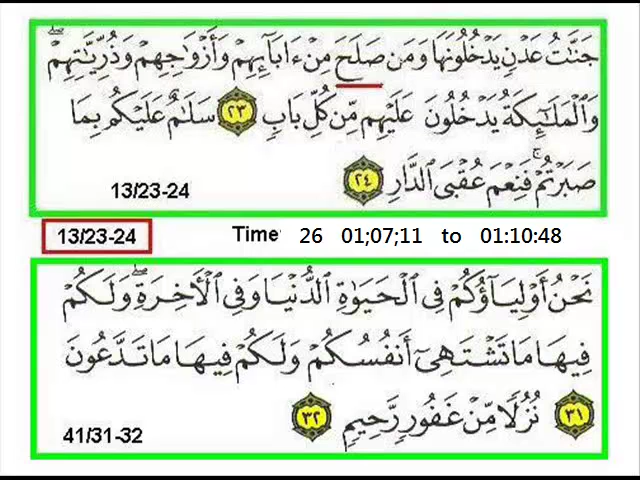 جَنَّاتُ عَدْنٍ يَدْخُلُونَهَا وَمَن صَلَحَ مِنْ ءَابَآئِهِمْ وَأَزْوَٰجِهِمْ وَذُرِّيَّٰتِهِمْ ۖ
وَٱلْمَلَٰٓئِكَةُ يَدْخُلُونَ عَلَيْهِم مِّن كُلِّ بَابٍ ٢٣ سَلَٰمٌ عَلَيْكُم بِمَا
صَبَرْتُمْ ۚ فَنِعْمَ عُقْبَى ٱلدَّارِ ٢٤
13/23-24
13/23-24 Time 26 01;07;11 to 01:10:48
نَحْنُ أَوْلِيَآؤُكُمْ فِى ٱلْحَيَوٰةِ ٱلدُّنْيَا وَفِى ٱلْأَخِرَةِ ۖ وَلَكُمْ
فِيهَا مَا تَشْتَهِىٓ أَنفُسُكُمْ وَلَكُمْ فِيهَا مَا تَدَّعُونَ
٣١ نُزُلًا مِّنْ غَفُورٍ رَّحِيمٍ ٣٢
41/31-32